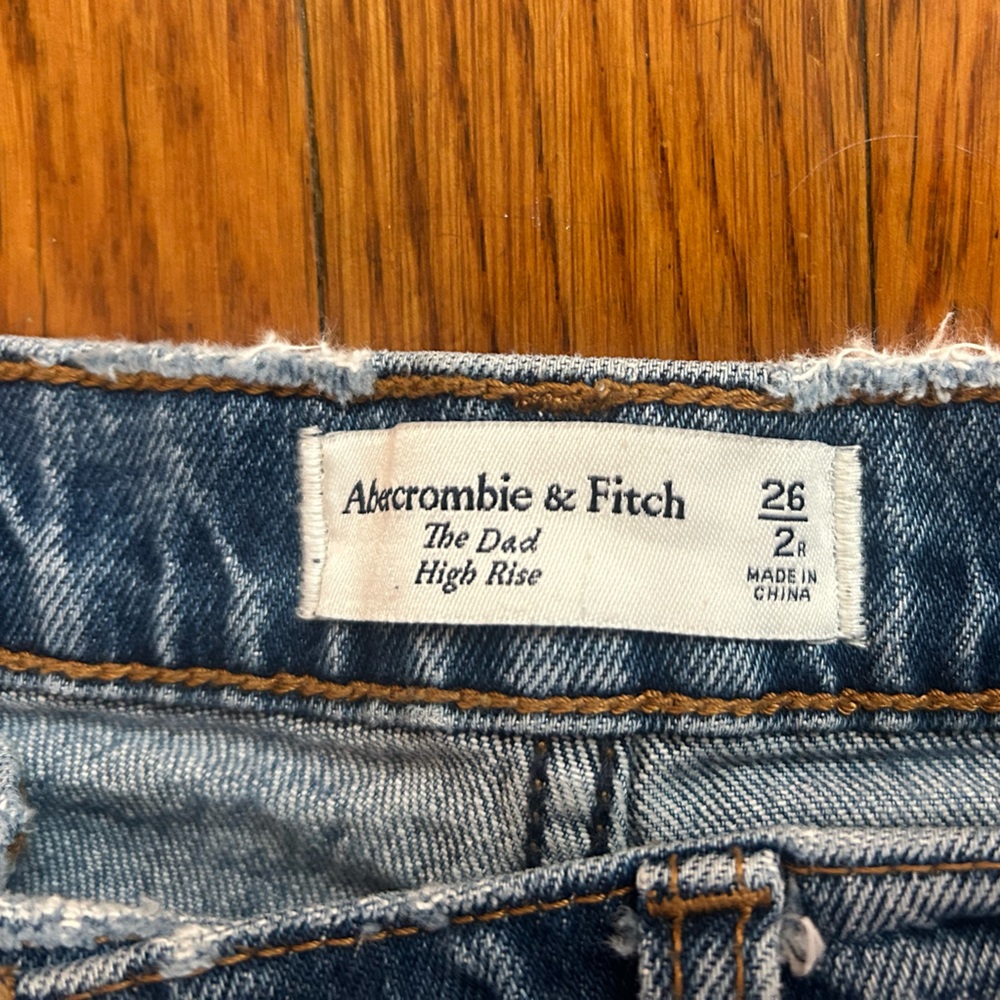 Abercrombie & Fitch
The Dad
High Rise
26
2R
MADE IN
CHINA